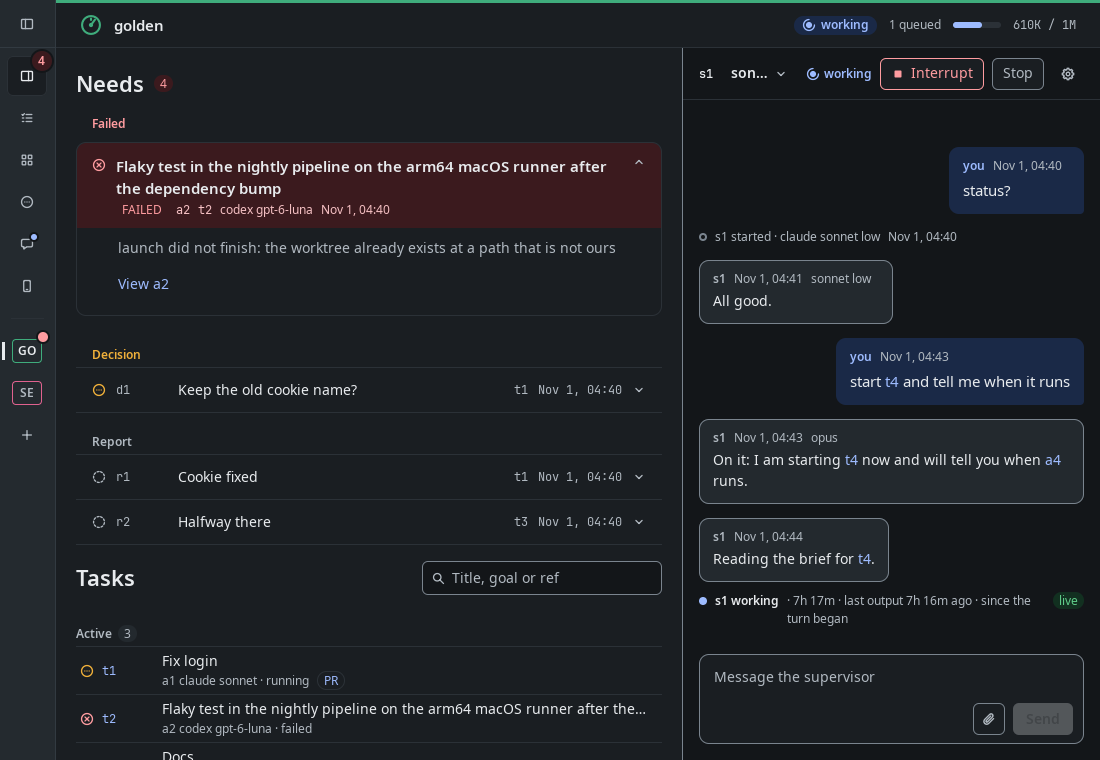 golden
working
1 queued
610K / 1M
4
GO
SE
Needs 4
Failed
Flaky test in the nightly pipeline on the arm64 macOS runner after
the dependency bump
FAILED a2 t2 codex gpt-6-luna Nov 1, 04:40
launch did not finish: the worktree already exists at a path that is not ours
View a2
Decision
d1 Keep the old cookie name? t1 Nov 1, 04:40
Report
r1 Cookie fixed t1 Nov 1, 04:40
r2 Halfway there t3 Nov 1, 04:40
Tasks
Title, goal or ref
Active 3
t1 Fix login
a1 claude sonnet · running PR
t2 Flaky test in the nightly pipeline on the arm64 macOS runner after the…
a2 codex gpt-6-luna · failed
Docs
s1 son… working Interrupt Stop
you Nov 1, 04:40
status?
s1 started · claude sonnet low Nov 1, 04:40
s1 Nov 1, 04:41 sonnet low
All good.
you Nov 1, 04:43
start t4 and tell me when it runs
s1 Nov 1, 04:43 opus
On it: I am starting t4 now and will tell you when a4
runs.
s1 Nov 1, 04:44
Reading the brief for t4.
s1 working · 7h 17m · last output 7h 16m ago · since the
turn began
live
Message the supervisor
Send